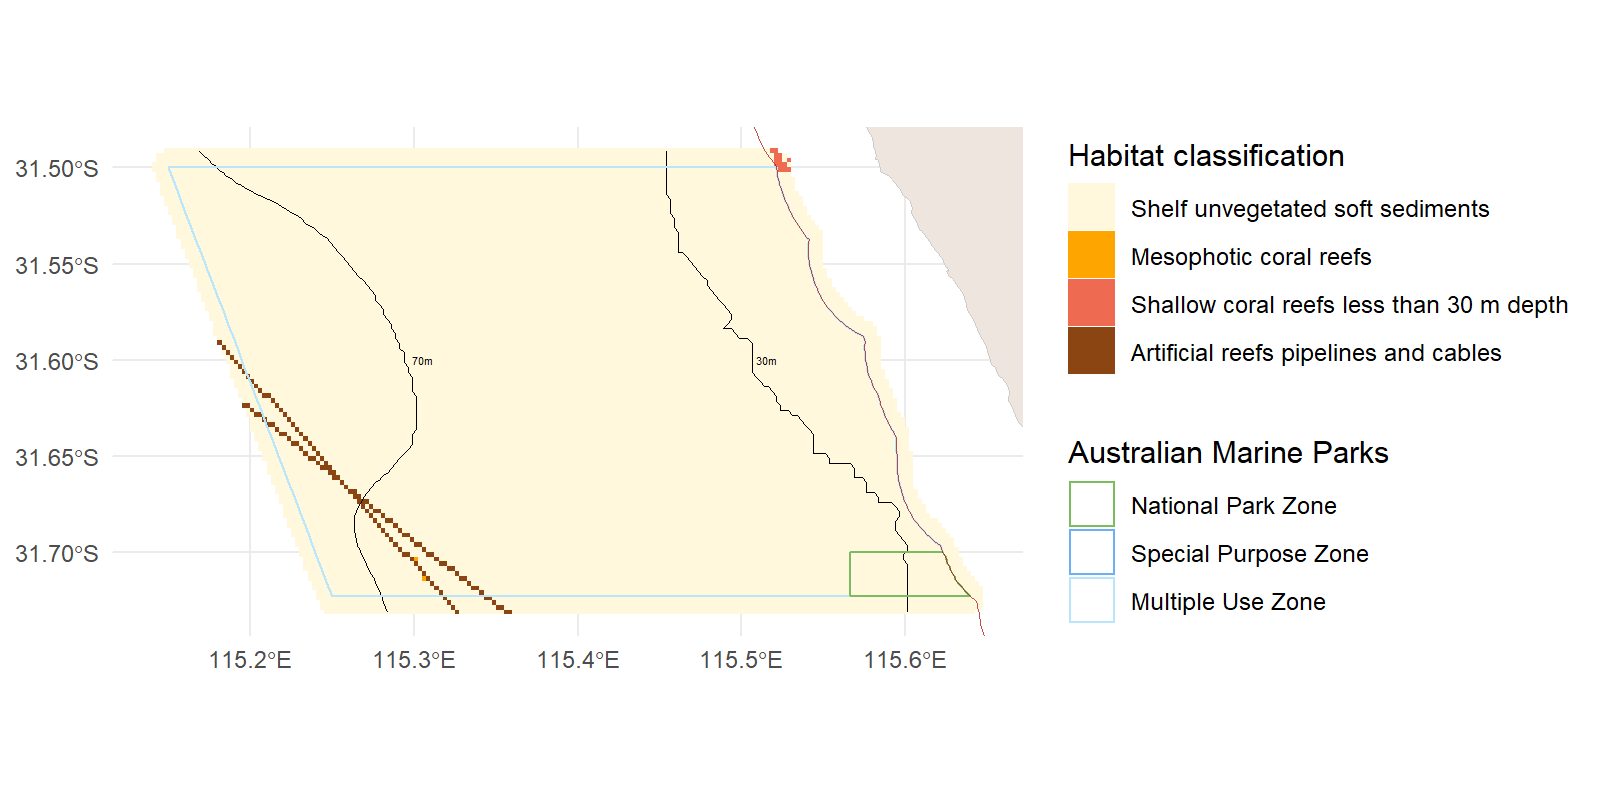 31.50°S
31.55°S
31.60°S
31.65°S
31.70°S
70m
30m
115.2°E
115.3°E
115.4°E
115.5°E
115.6°E
Habitat classification
Shelf unvegetated soft sediments
Mesophotic coral reefs
Shallow coral reefs less than 30 m depth
Artificial reefs pipelines and cables
Australian Marine Parks
National Park Zone
Special Purpose Zone
Multiple Use Zone